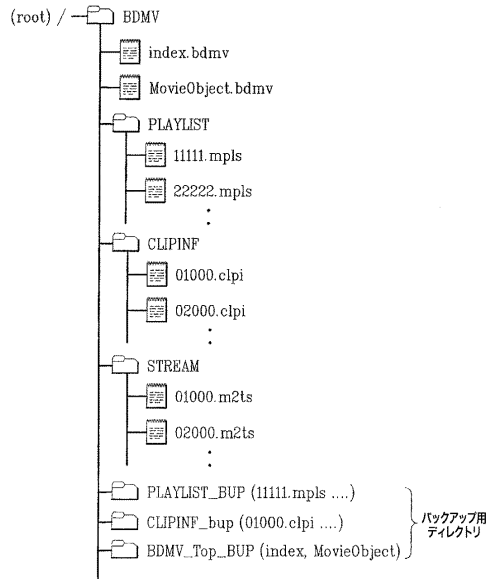 (root) / BDMV
index.bdmv
MovieObject.bdmv
PLAYLIST
11111.mpls
22222.mpls
CLIPINF
01000.clpi
02000.clpi
STREAM
01000.m2ts
02000.m2ts
PLAYLIST_BUP (11111.mpls ....)
CLIPINF_bup (01000.clpi ....)
BDMV_Top_BUP (index, MovieObject)
バックアップ用
ディレクトリ